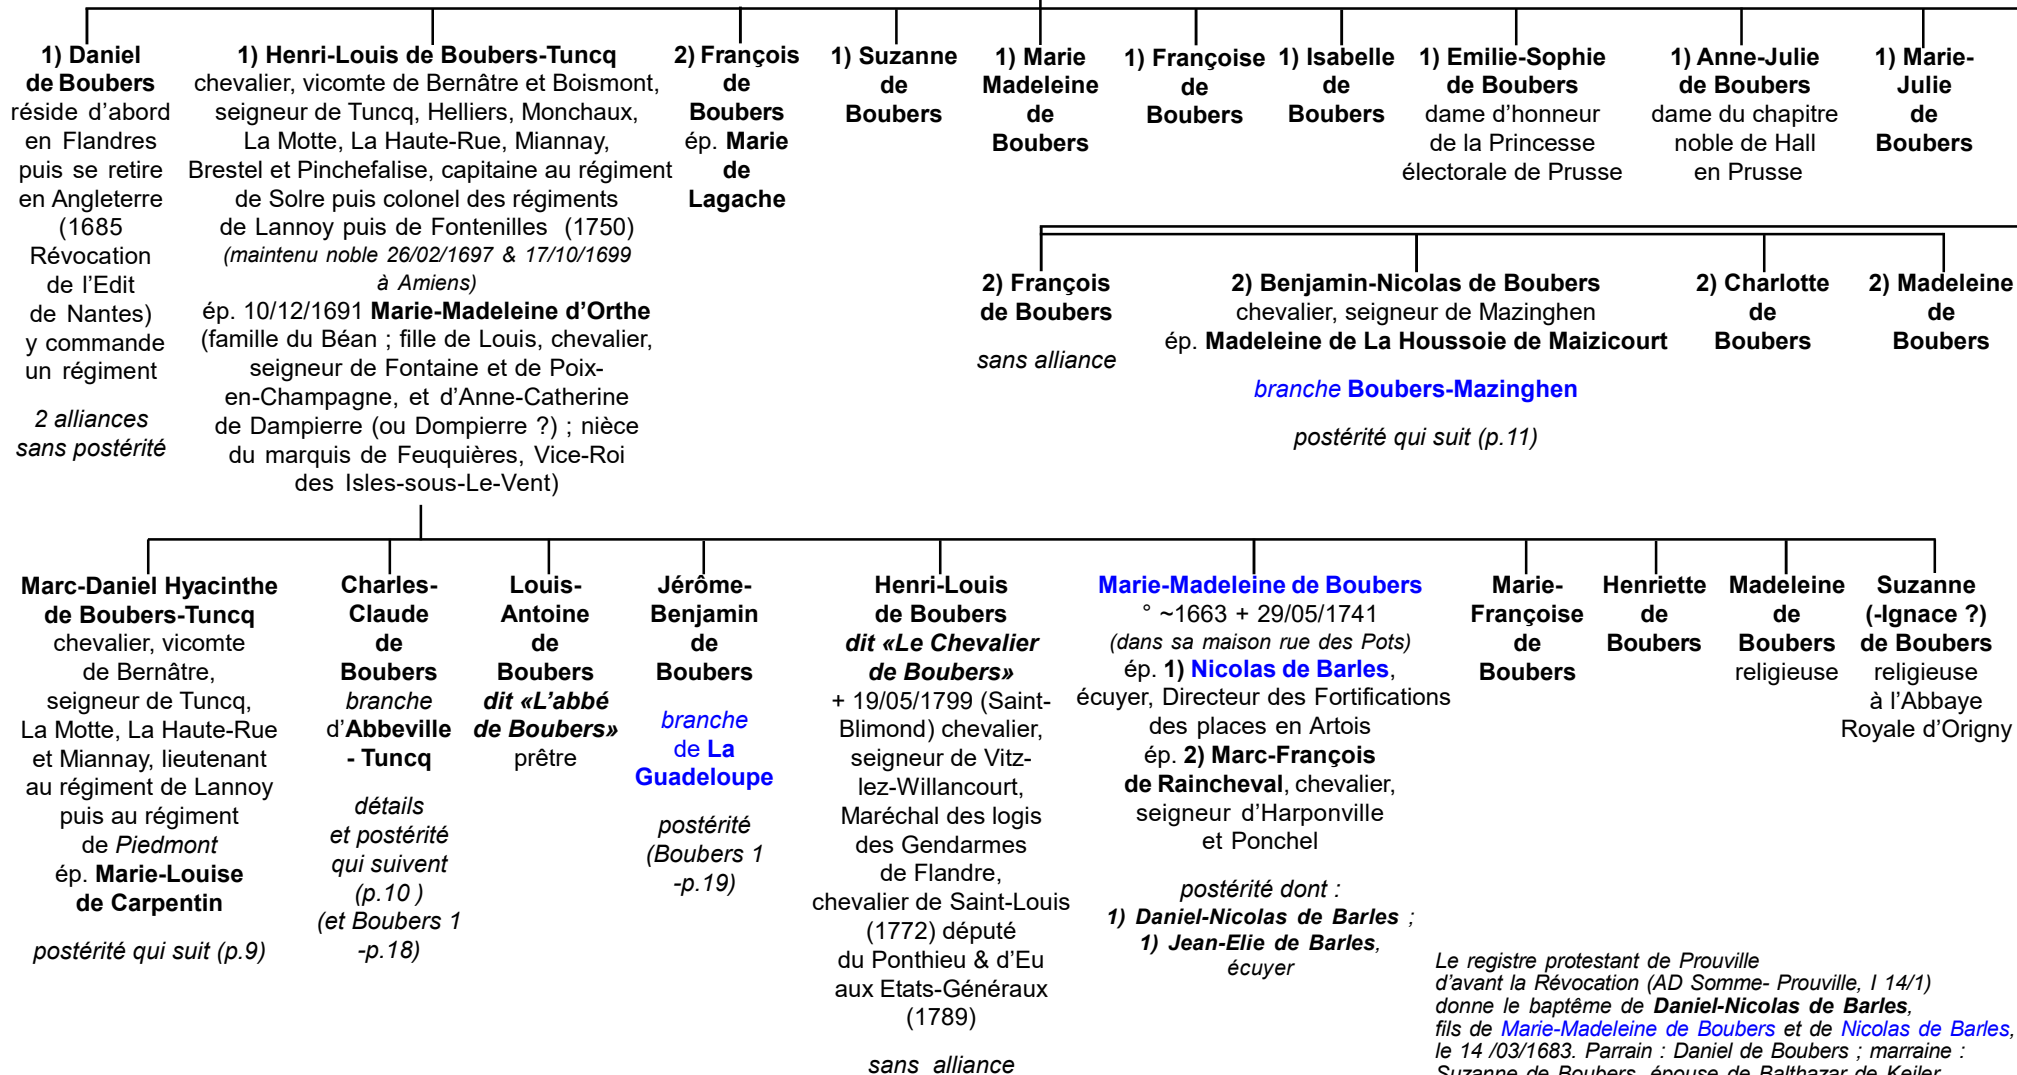 1) Daniel
de Boubers
réside d’abord
en Flandres
puis se retire
en Angleterre
(1685
Révocation
de l’Edit
de Nantes)
y commande
un régiment
2 alliances
sans postérité
1) Henri-Louis de Boubers-Tuncq
chevalier, vicomte de Bernâtre et Boismont,
seigneur de Tuncq, Helliers, Monchaux,
La Motte, La Haute-Rue, Miannay,
Brestel et Pinchefalise, capitaine au régiment
de Solre puis colonel des régiments
de Lannoy puis de Fontenilles (1750)
(maintenu noble 26/02/1697 & 17/10/1699
à Amiens)
ép. 10/12/1691 Marie-Madeleine d’Orthe
(famille du Béan ; fille de Louis, chevalier,
seigneur de Fontaine et de Poix-
en-Champagne, et d’Anne-Catherine
de Dampierre (ou Dompierre ?) ; nièce
du marquis de Feuquières, Vice-Roi
des Isles-sous-Le-Vent)
2) François
de
Boubers
ép. Marie
de
Lagache
1) Suzanne
de
Boubers
1) Marie
Madeleine
de
Boubers
1) Françoise
de
Boubers
1) Isabelle
de
Boubers
1) Emilie-Sophie
de Boubers
dame d’honneur
de la Princesse
électorale de Prusse
1) Anne-Julie
de Boubers
dame du chapitre
noble de Hall
en Prusse
1) Marie-
Julie
de
Boubers
2) François
de Boubers
sans alliance
2) Benjamin-Nicolas de Boubers
chevalier, seigneur de Mazinghen
ép. Madeleine de La Houssoie de Maizicourt
branche Boubers-Mazinghen
postérité qui suit (p.11)
2) Charlotte
de
Boubers
2) Madeleine
de
Boubers
Marc-Daniel Hyacinthe
de Boubers-Tuncq
chevalier, vicomte
de Bernâtre,
seigneur de Tuncq,
La Motte, La Haute-Rue
et Miannay, lieutenant
au régiment de Lannoy
puis au régiment
de Piedmont
ép. Marie-Louise
de Carpentin
postérité qui suit (p.9)
Charles-
Claude
de
Boubers
branche
d’Abbeville
- Tuncq
détails
et postérité
qui suivent
(p.10 )
(et Boubers 1
-p.18)
Louis-
Antoine
de
Boubers
dit «L’abbé
de Boubers»
prêtre
Jérôme-
Benjamin
de
Boubers
branche
de La
Guadeloupe
postérité
(Boubers 1
-p.19)
Henri-Louis
de Boubers
dit «Le Chevalier
de Boubers»
+ 19/05/1799 (Saint-
Blimond) chevalier,
seigneur de Vitz-
lez-Willancourt,
Maréchal des logis
des Gendarmes
de Flandre,
chevalier de Saint-Louis
(1772) député
du Ponthieu & d’Eu
aux Etats-Généraux
(1789)
sans alliance
Marie-Madeleine de Boubers
° ~1663 + 29/05/1741
(dans sa maison rue des Pots)
ép. 1) Nicolas de Barles,
écuyer, Directeur des Fortifications
des places en Artois
ép. 2) Marc-François
de Raincheval, chevalier,
seigneur d’Harponville
et Ponchel
postérité dont :
1) Daniel-Nicolas de Barles ;
1) Jean-Elie de Barles,
écuyer
Marie-
Françoise
de
Boubers
Henriette
de
Boubers
Madeleine
de
Boubers
religieuse
Suzanne
(-Ignace ?)
de Boubers
religieuse
à l’Abbaye
Royale d’Origny
Le registre protestant de Prouville
d’avant la Révocation (AD Somme- Prouville, I 14/1)
donne le baptême de Daniel-Nicolas de Barles,
fils de Marie-Madeleine de Boubers et de Nicolas de Barles,
le 14 /03/1683. Parrain : Daniel de Boubers ; marraine :
Suzanne de Boubers, épouse de Balthazar de Keiler